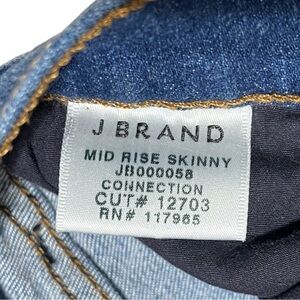 J BRAND
MID RISE SKINNY
JB000058
CONNECTION
CUT# 12703
RN# 117965